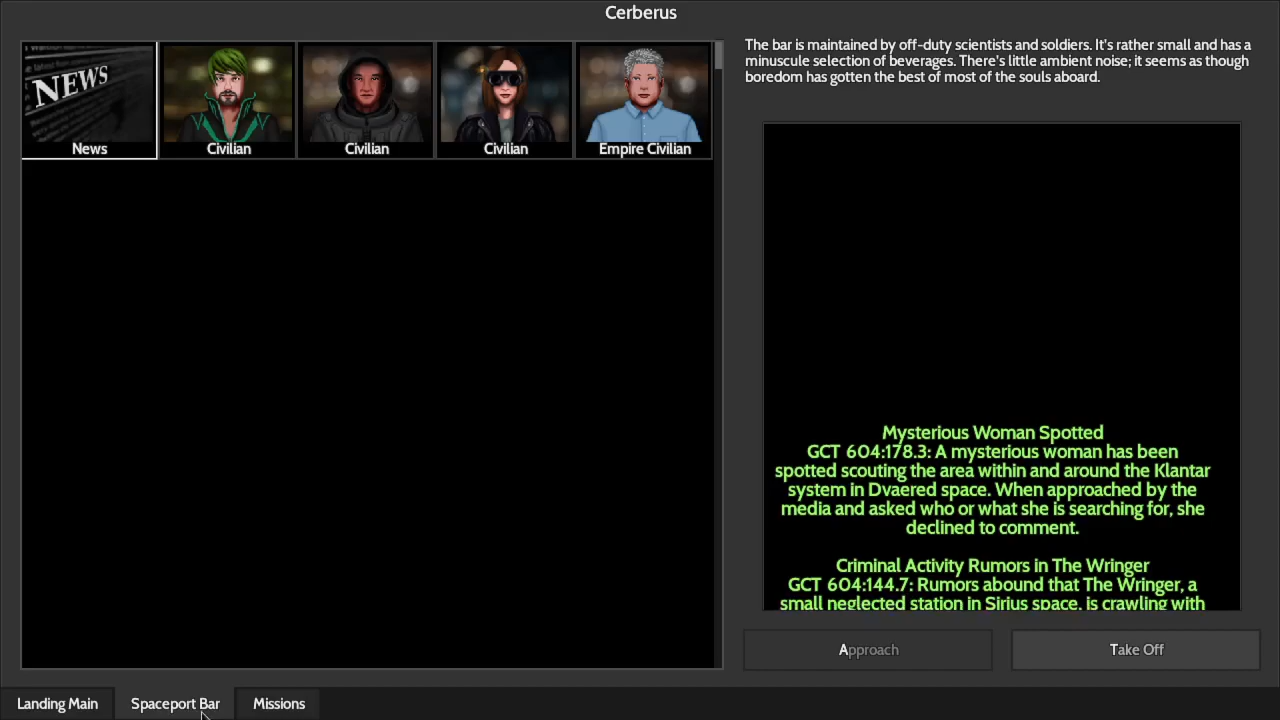 Cerberus
NEWS
News
Civilian
Civilian
Civilian
Empire Civilian
The bar is maintained by off-duty scientists and soldiers. It's rather small and has a
minuscule selection of beverages. There's little ambient noise; it seems as though
boredom has gotten the best of most of the souls aboard.
Mysterious Woman Spotted
GCT 604:178.3: A mysterious woman has been
spotted scouting the area within and around the Klantar
system in Dvaered space. When approached by the
media and asked who or what she is searching for, she
declined to comment.
Criminal Activity Rumors in The Wringer
GCT 604:144.7: Rumors abound that The Wringer, a
small neglected station in Sirius space, is crawling with
Approach
Take Off
Landing Main
Spaceport Bar
Missions